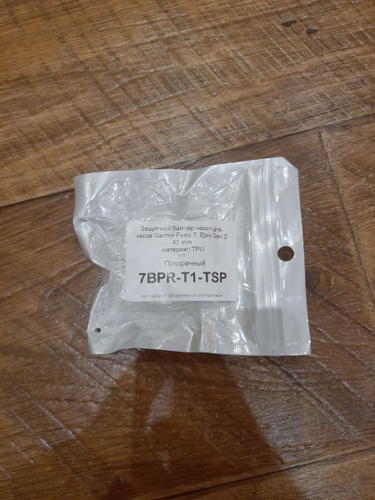 Защитный бампер чехол для
часов Garmin Fenix 7, Epix Gen 2
47 mm
материал TPU
Прозрачный
7BPR-T1-TSP